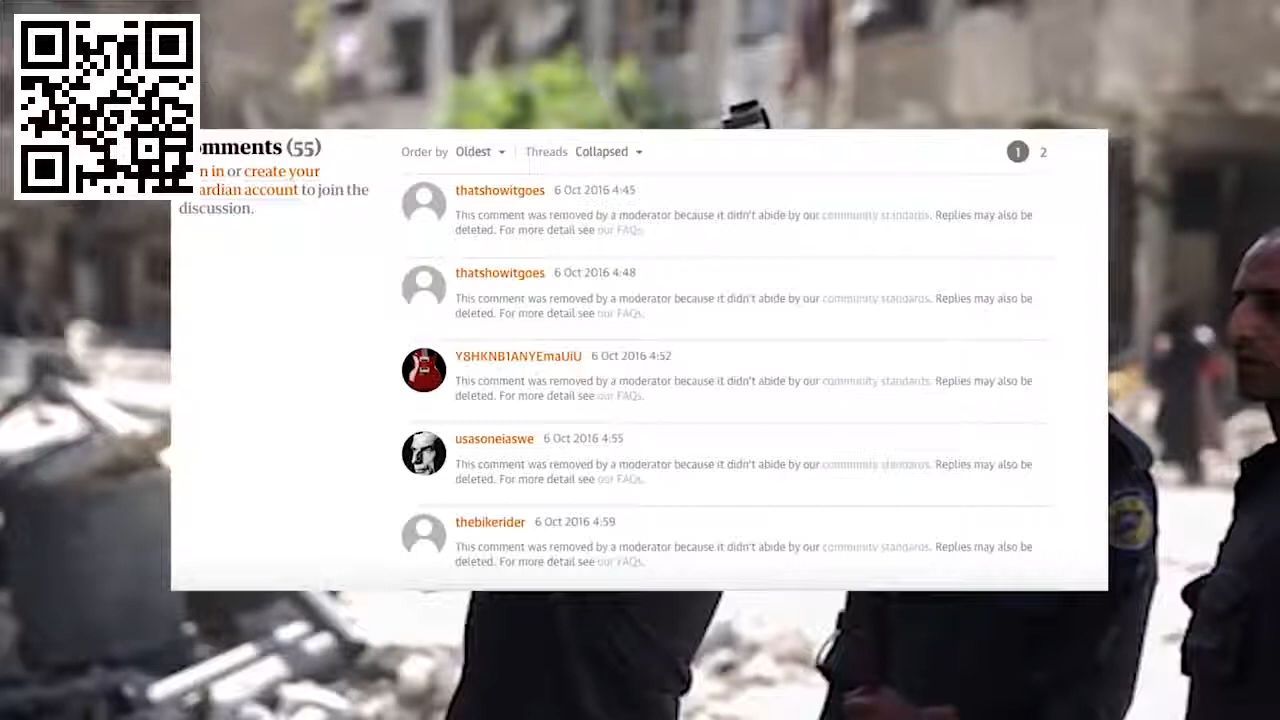 omments (55)
n in or create your
ardian account to join the
discussion.
Order by Oldest Threads Collapsed
1 2
thatshowitgoes 6 Oct 2016 4:45
This comment was removed by a moderator because it didn't abide by our community standards. Replies may also be
deleted. For more detail see our FAQs.
thatshowitgoes 6 Oct 2016 4:48
This comment was removed by a moderator because it didn't abide by our community standards. Replies may also be
deleted. For more detail see our FAQs.
Y8HKNB1ANYEmaUiU 6 Oct 2016 4:52
This comment was removed by a moderator because it didn't abide by our community standards. Replies may also be
deleted. For more detail see our FAQs.
usasoneiaswe 6 Oct 2016 4:55
This comment was removed by a moderator because it didn't abide by our community standards. Replies may also be
deleted. For more detail see our FAQs.
thebikerider 6 Oct 2016 4:59
This comment was removed by a moderator because it didn't abide by our community standards. Replies may also be
deleted. For more detail see our FAQs.